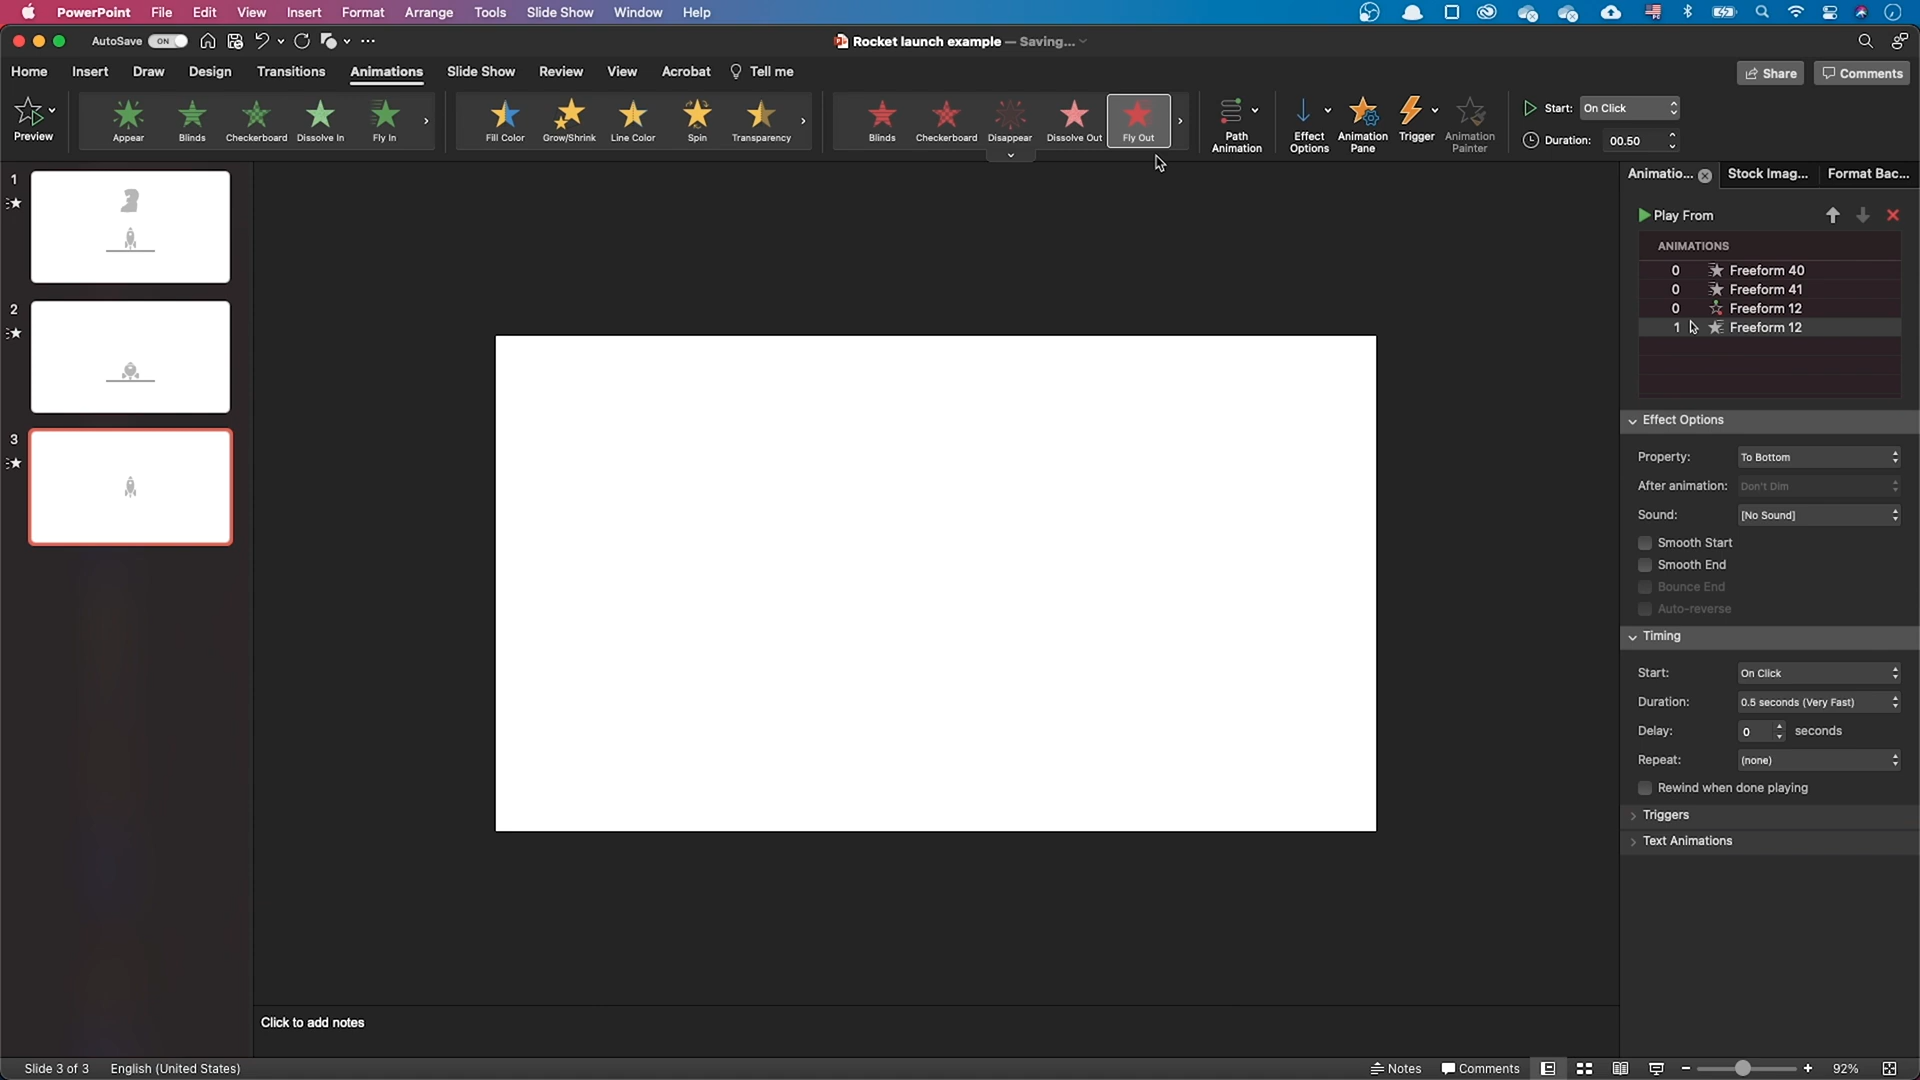 PowerPoint File Edit View Insert Format Arrange Tools Slide Show Window Help
AutoSave ON
Rocket launch example — Saving...
Home Insert Draw Design Transitions Animations Slide Show Review View Acrobat Tell me
Share Comments
Preview
Appear Blinds Checkerboard Dissolve In Fly In
Fill Color Grow/Shrink Line Color Spin Transparency
Blinds Checkerboard Disappear Dissolve Out Fly Out
Path Animation
Effect Options
Animation Pane
Trigger
Animation Painter
Start: On Click
Duration: 00.50
1
2
3
Animatio... Stock Imag... Format Bac...
Play From
ANIMATIONS
0 Freeform 40
0 Freeform 41
0 Freeform 12
1 Freeform 12
Effect Options
Property: To Bottom
After animation: Don't Dim
Sound: [No Sound]
Smooth Start
Smooth End
Bounce End
Auto-reverse
Timing
Start: On Click
Duration: 0.5 seconds (Very Fast)
Delay: 0 seconds
Repeat: (none)
Rewind when done playing
Triggers
Text Animations
Click to add notes
Slide 3 of 3 English (United States)
Notes Comments 92%